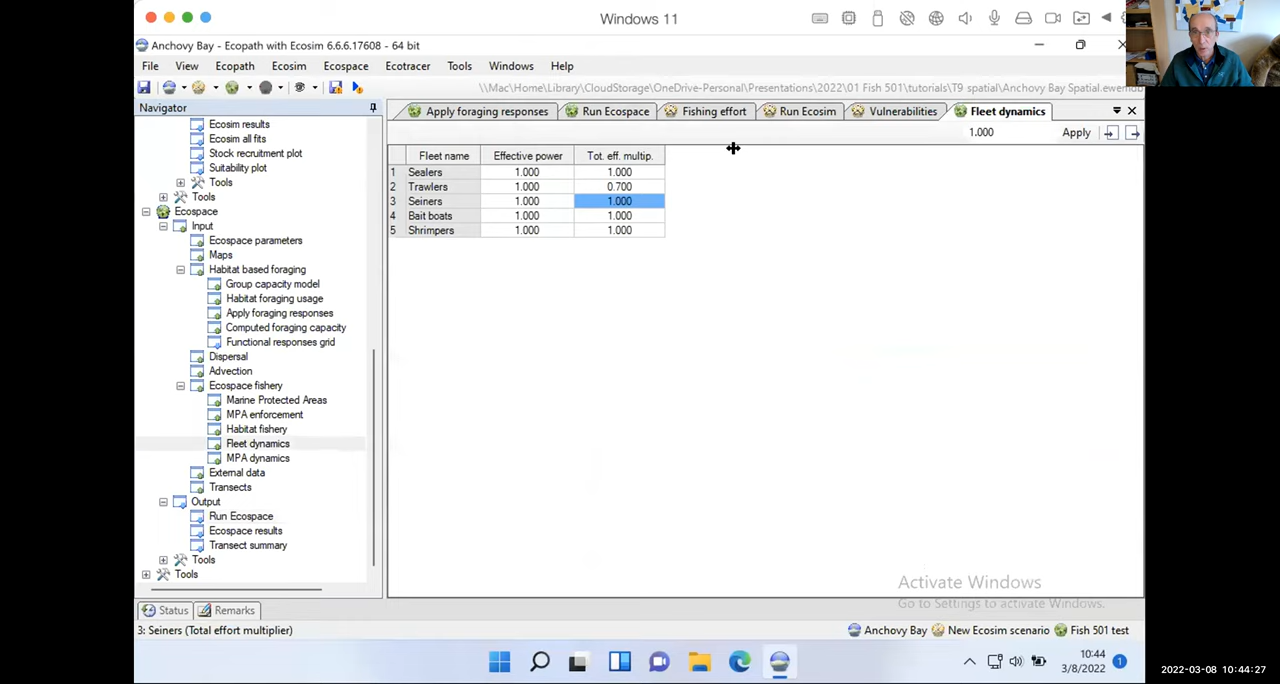 Windows 11
Anchovy Bay - Ecopath with Ecosim 6.6.6.17608 - 64 bit
File View Ecopath Ecosim Ecospace Ecotracer Tools Windows Help
\\Mac\Home\Library\CloudStorage\OneDrive-Personal\Presentations\2022\01 Fish 501\tutorials\T9 spatial\Anchovy Bay Spatial.ewemdb
Navigator
Apply foraging responses Run Ecospace Fishing effort Run Ecosim Vulnerabilities Fleet dynamics
1.000 Apply
Ecosim results
Ecosim all fits
Stock recruitment plot
Suitability plot
Tools
Tools
Ecospace
Input
Ecospace parameters
Maps
Habitat based foraging
Group capacity model
Habitat foraging usage
Apply foraging responses
Computed foraging capacity
Functional responses grid
Dispersal
Advection
Ecospace fishery
Marine Protected Areas
MPA enforcement
Habitat fishery
Fleet dynamics
MPA dynamics
External data
Transects
Output
Run Ecospace
Ecospace results
Transect summary
Tools
Tools
Fleet name Effective power Tot. eff. multip.
1 Sealers 1.000 1.000
2 Trawlers 1.000 0.700
3 Seiners 1.000 1.000
4 Bait boats 1.000 1.000
5 Shrimpers 1.000 1.000
Activate Windows
Go to Settings to activate Windows.
Status Remarks
3: Seiners (Total effort multiplier)
Anchovy Bay New Ecosim scenario Fish 501 test
10:44
3/8/2022
1
2022-03-08 10:44:27